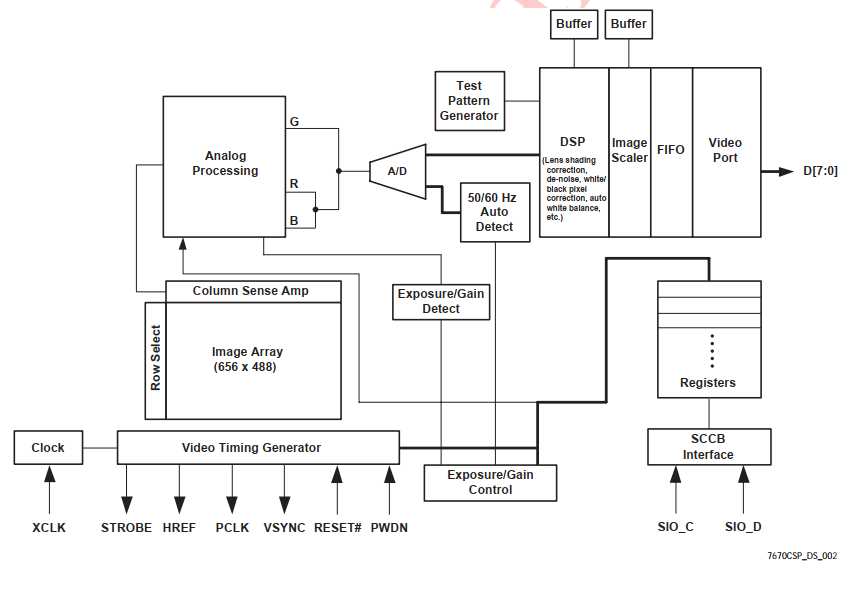 Buffer
Buffer
Test
Pattern
Generator
G
Analog
Processing
R
B
A/D
50/60 Hz
Auto
Detect
DSP
(Lens shading
correction,
de-noise, white/
black pixel
correction, auto
white balance,
etc.)
Image
Scaler
FIFO
Video
Port
D[7:0]
Column Sense Amp
Exposure/Gain
Detect
Row Select
Image Array
(656 x 488)
Registers
Clock
Video Timing Generator
SCCB
Interface
Exposure/Gain
Control
XCLK
STROBE
HREF
PCLK
VSYNC
RESET#
PWDN
SIO_C
SIO_D
7670CSP_DS_002